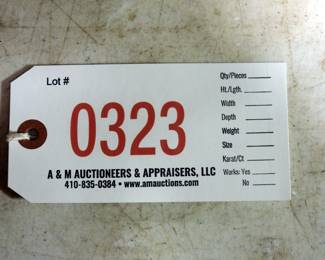 Lot #
0323
A & M AUCTIONEERS & APPRAISERS, LLC
410-835-0384 • www.amauctions.com
Qty/Pieces
Ht./Lgth.
Width
Depth
Weight
Size
Karat/Ct
Works: Yes
No